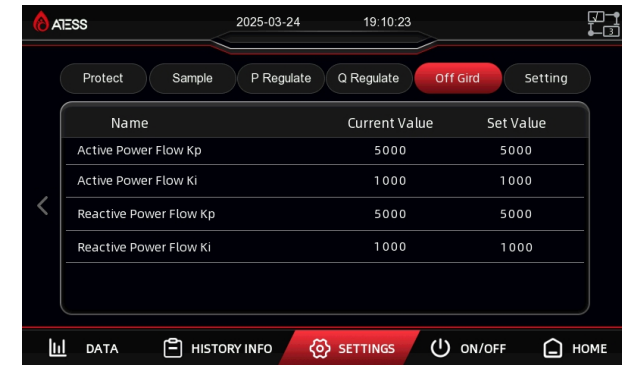 ATESS 2025-03-24 19:10:23
3
Protect Sample P Regulate Q Regulate Off Gird Setting
Name Current Value Set Value
Active Power Flow Kp 5000 5000
Active Power Flow Ki 1000 1000
Reactive Power Flow Kp 5000 5000
Reactive Power Flow Ki 1000 1000
DATA HISTORY INFO SETTINGS ON/OFF HOME